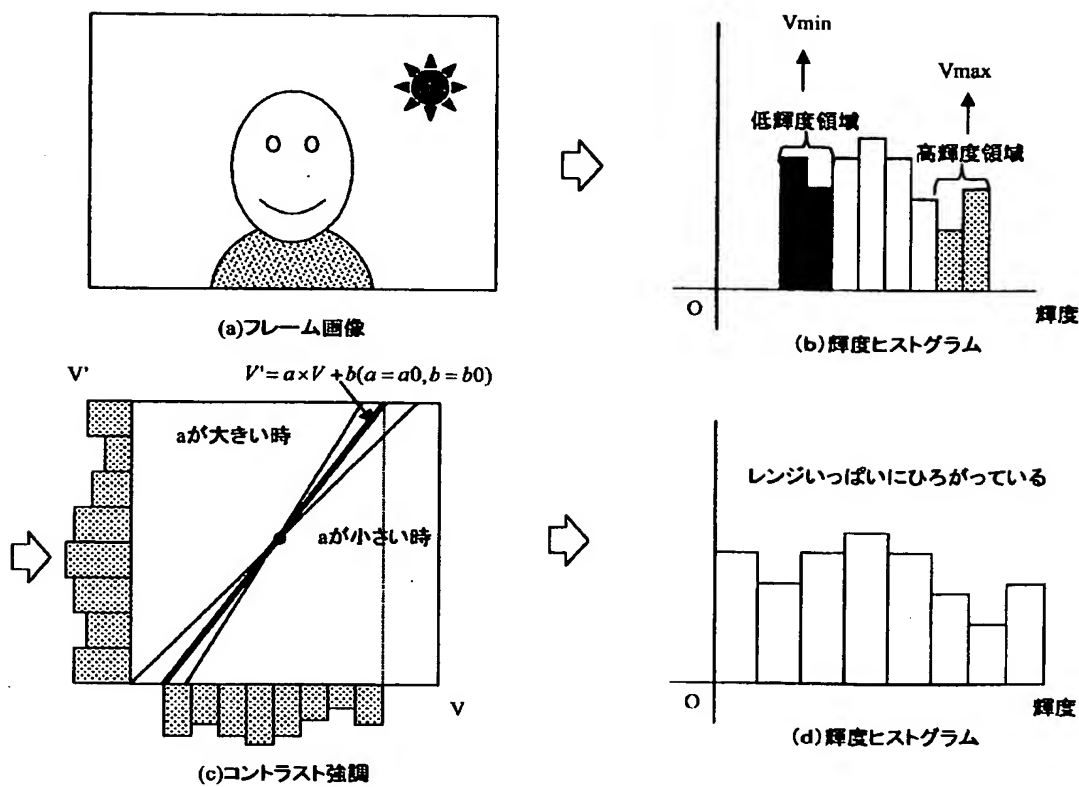 Vmin
Vmax
低輝度領域
高輝度領域
O
輝度
(a)フレーム画像
(b)輝度ヒストグラム
V'
V'= a×V + b(a = a0, b = b0)
aが大きい時
aが小さい時
V
(c)コントラスト強調
レンジいっぱいにひろがっている
O
輝度
(d)輝度ヒストグラム